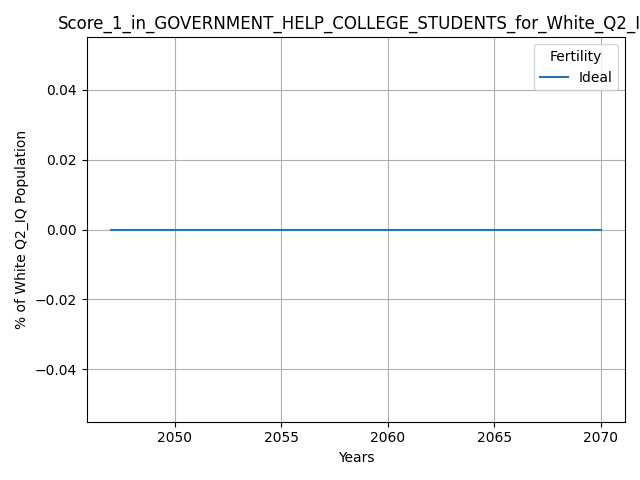 Score_1_in_GOVERNMENT_HELP_COLLEGE_STUDENTS_for_White_Q2_I
Fertility
Ideal
0.04
0.02
0.00
−0.02
−0.04
% of White Q2_IQ Population
2050 2055 2060 2065 2070
Years